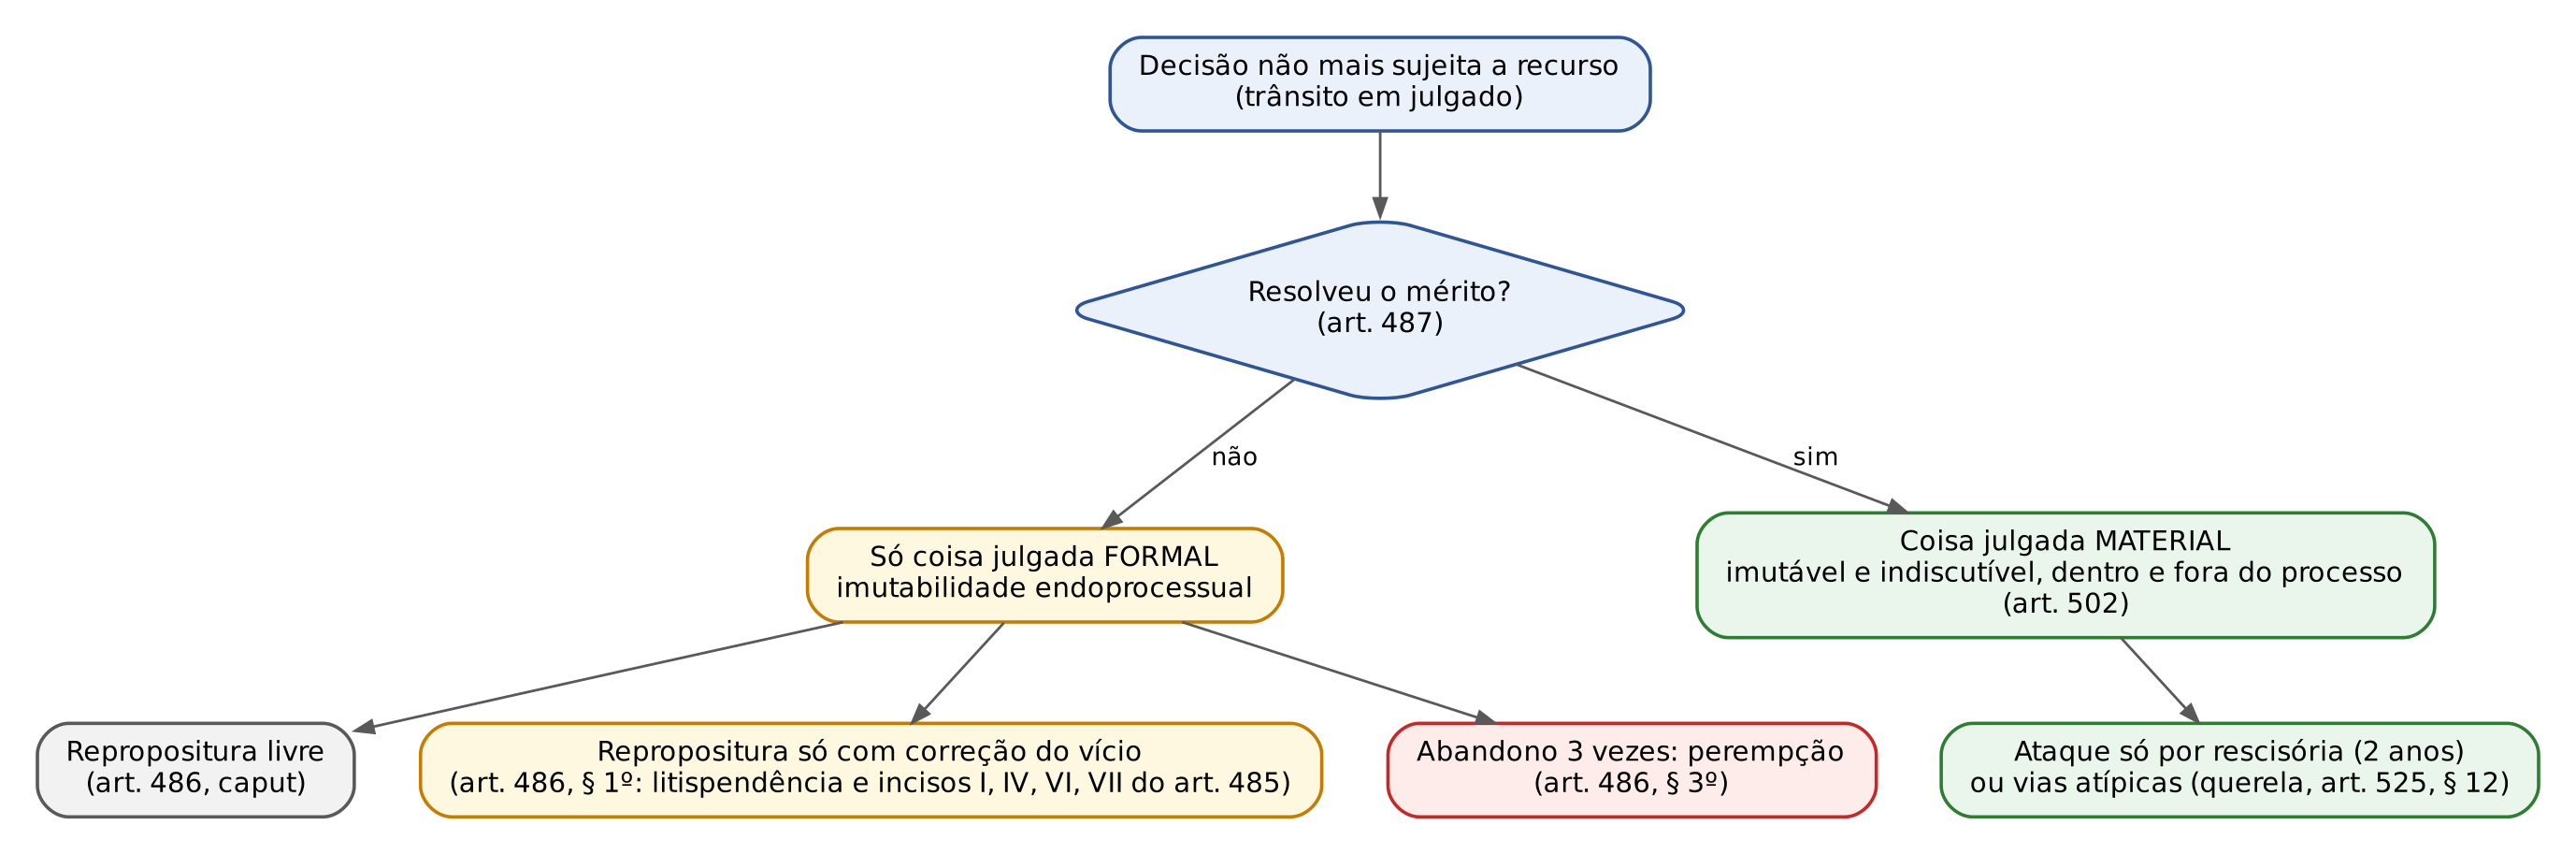 Decisão não mais sujeita a recurso
(trânsito em julgado)
Resolveu o mérito?
(art. 487)
não
sim
Só coisa julgada FORMAL
imutabilidade endoprocessual
Coisa julgada MATERIAL
imutável e indiscutível, dentro e fora do processo
(art. 502)
Repropositura livre
(art. 486, caput)
Repropositura só com correção do vício
(art. 486, § 1º: litispendência e incisos I, IV, VI, VII do art. 485)
Abandono 3 vezes: perempção
(art. 486, § 3º)
Ataque só por rescisória (2 anos)
ou vias atípicas (querela, art. 525, § 12)